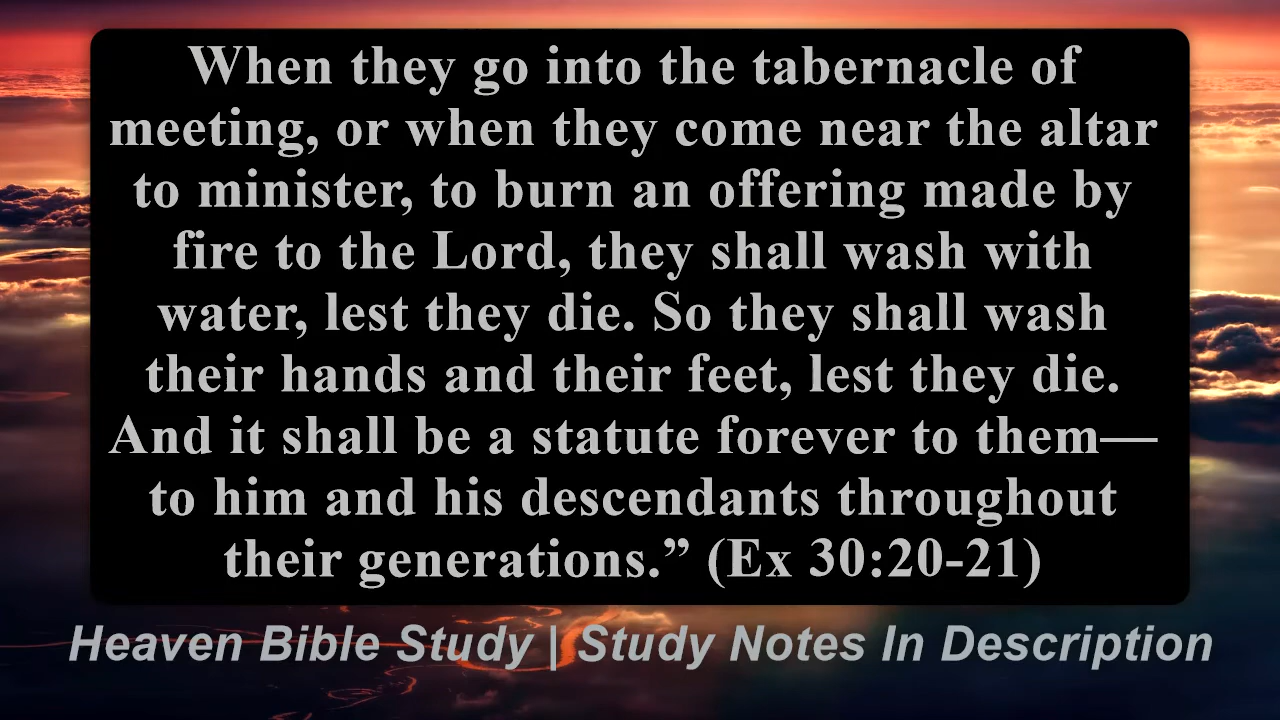 When they go into the tabernacle of
meeting, or when they come near the altar
to minister, to burn an offering made by
fire to the Lord, they shall wash with
water, lest they die. So they shall wash
their hands and their feet, lest they die.
And it shall be a statute forever to them—
to him and his descendants throughout
their generations.” (Ex 30:20-21)
Heaven Bible Study | Study Notes In Description